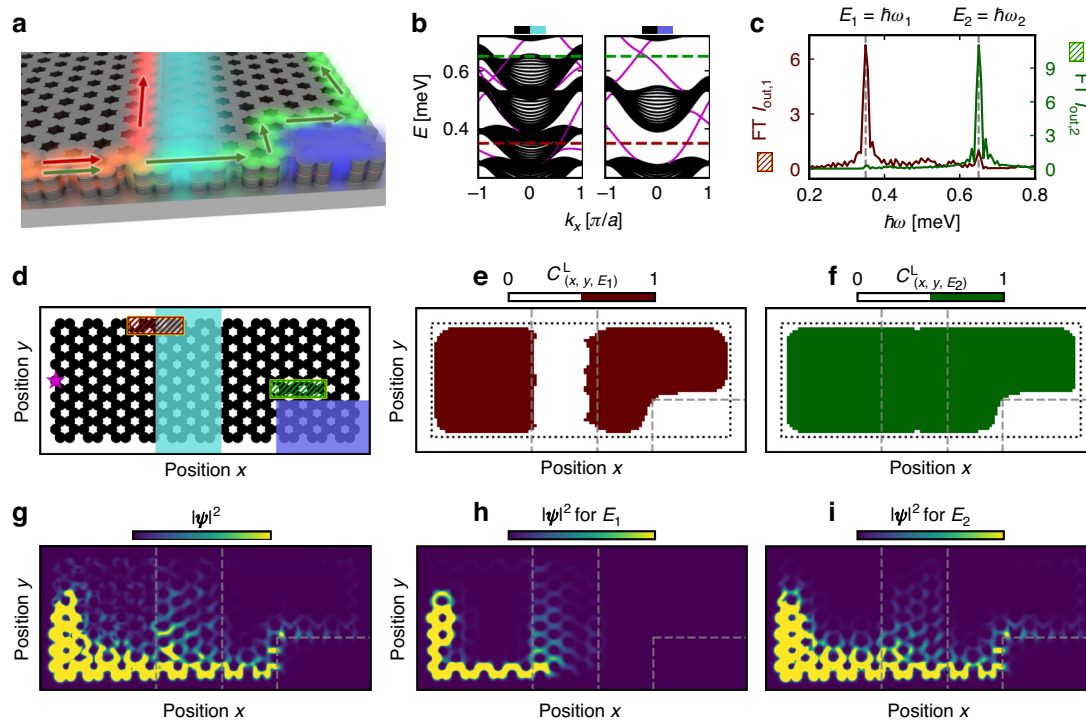 a
b
c
E₁ = ħω₁
E₂ = ħω₂
E [meV]
0.6
0.4
−1
0
1
−1
0
1
kₓ [π/a]
FT I_out,1
6
3
0
9
6
3
0
FT I_out,2
0.2
0.4
0.6
0.8
ħω [meV]
d
e
f
0
C^L_(x, y, E₁)
1
0
C^L_(x, y, E₂)
1
Position y
Position x
Position y
Position x
Position x
g
h
i
|ψ|²
|ψ|² for E₁
|ψ|² for E₂
Position y
Position x
Position y
Position x
Position x